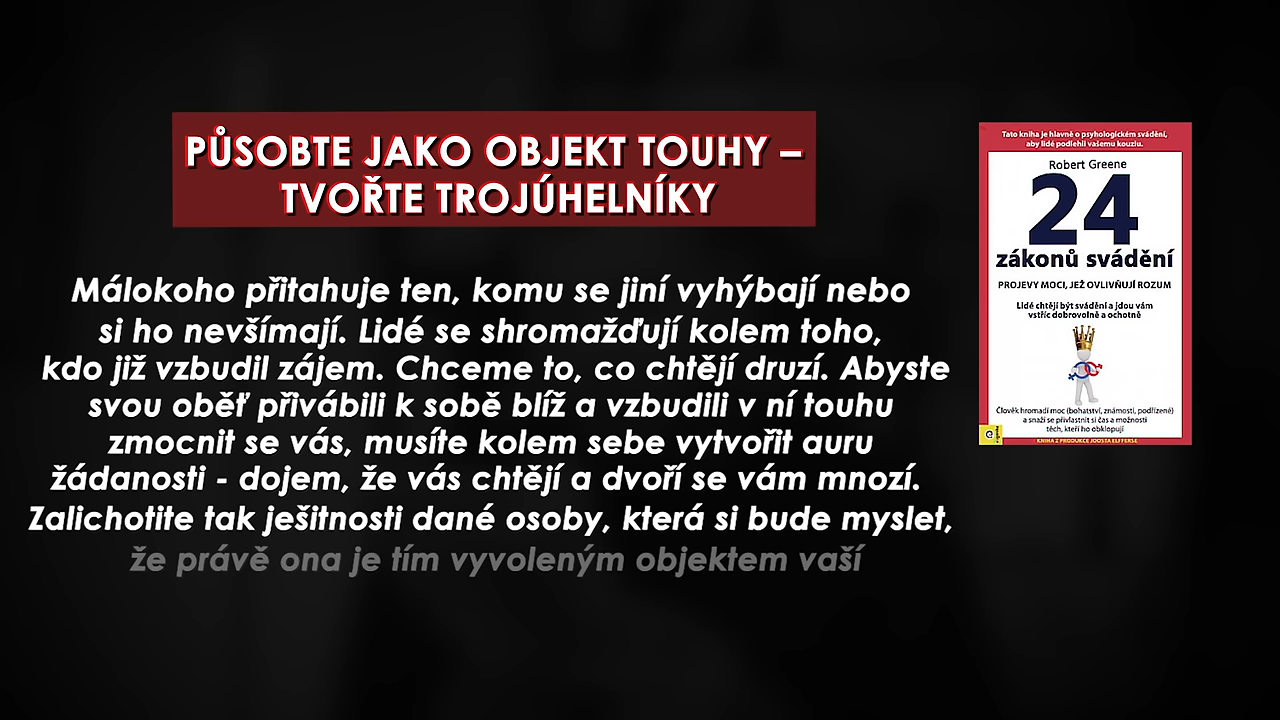 PŮSOBTE JAKO OBJEKT TOUHY –
TVOŘTE TROJÚHELNÍKY
Málokoho přitahuje ten, komu se jiní vyhýbají nebo
si ho nevšímají. Lidé se shromažďují kolem toho,
kdo již vzbudil zájem. Chceme to, co chtějí druzí. Abyste
svou oběť přivábili k sobě blíž a vzbudili v ní touhu
zmocnit se vás, musíte kolem sebe vytvořit auru
žádanosti - dojem, že vás chtějí a dvoří se vám mnozí.
Zalichotíte tak ješitnosti dané osoby, která si bude myslet,
že právě ona je tím vyvoleným objektem vaší
Tato kniha je hlavně o psyhologickém svádění,
aby lidé podlehli vašemu kouzlu.
Robert Greene
24
zákonů svádění
PROJEVY MOCI, JEŽ OVLIVŇUJÍ ROZUM
Lidé chtějí být svádění a jdou vám
vstříc dobrovolně a ochotně
Člověk hromadí moc (bohatství, známosti, podřízené)
a snaží se přivlastnit si čas a možnosti
těch, kteří ho obklopují
KNIHA Z PRODUKCE JOOSTA ELFFERSE